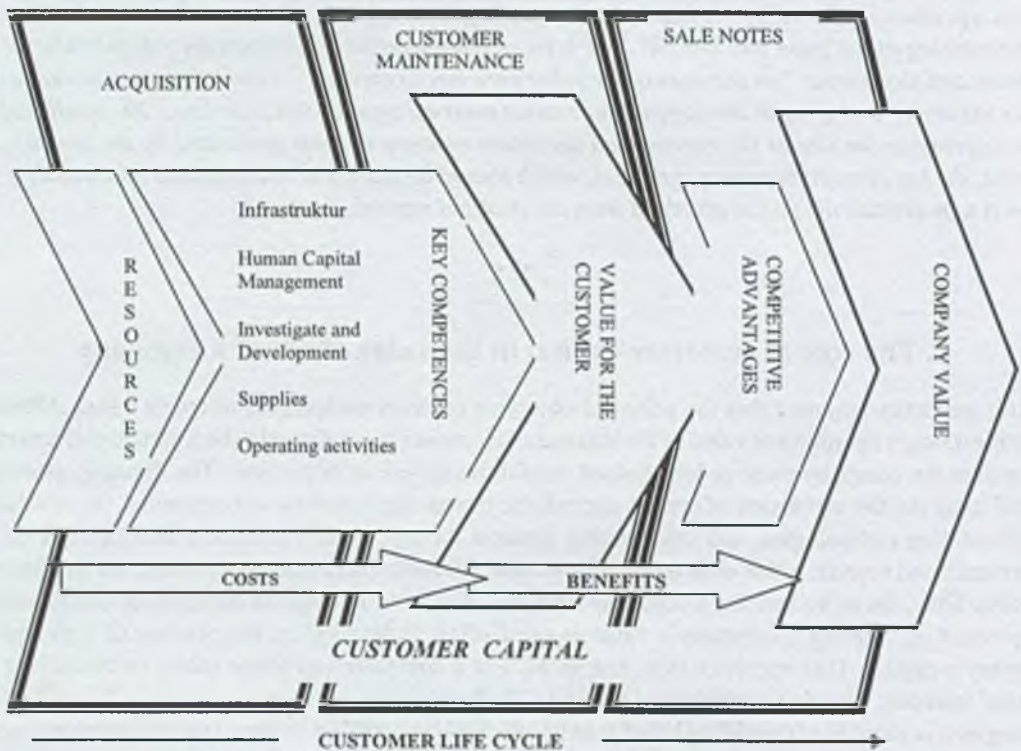 ACQUISITION
CUSTOMER
MAINTENANCE
SALE NOTES
RESOURCES
Infrastruktur
Human Capital
Management
Investigate and
Development
Supplies
Operating activities
KEY COMPETENCES
VALUE FOR THE
CUSTOMER
COMPETITIVE
ADVANTAGES
COMPANY VALUE
COSTS
BENEFITS
CUSTOMER CAPITAL
CUSTOMER LIFE CYCLE